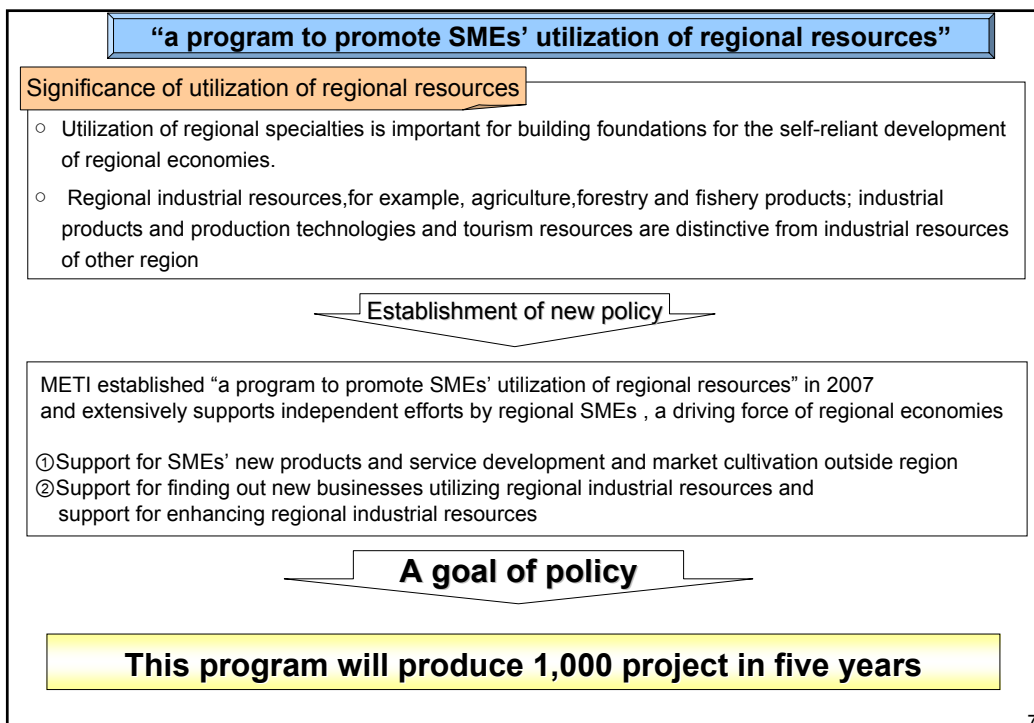 “a program to promote SMEs’ utilization of regional resources”
Significance of utilization of regional resources
○ Utilization of regional specialties is important for building foundations for the self-reliant development
of regional economies.
○ Regional industrial resources,for example, agriculture,forestry and fishery products; industrial
products and production technologies and tourism resources are distinctive from industrial resources
of other region
Establishment of new policy
METI established “a program to promote SMEs’ utilization of regional resources” in 2007
and extensively supports independent efforts by regional SMEs , a driving force of regional economies
①Support for SMEs’ new products and service development and market cultivation outside region
②Support for finding out new businesses utilizing regional industrial resources and
support for enhancing regional industrial resources
A goal of policy
This program will produce 1,000 project in five years
7